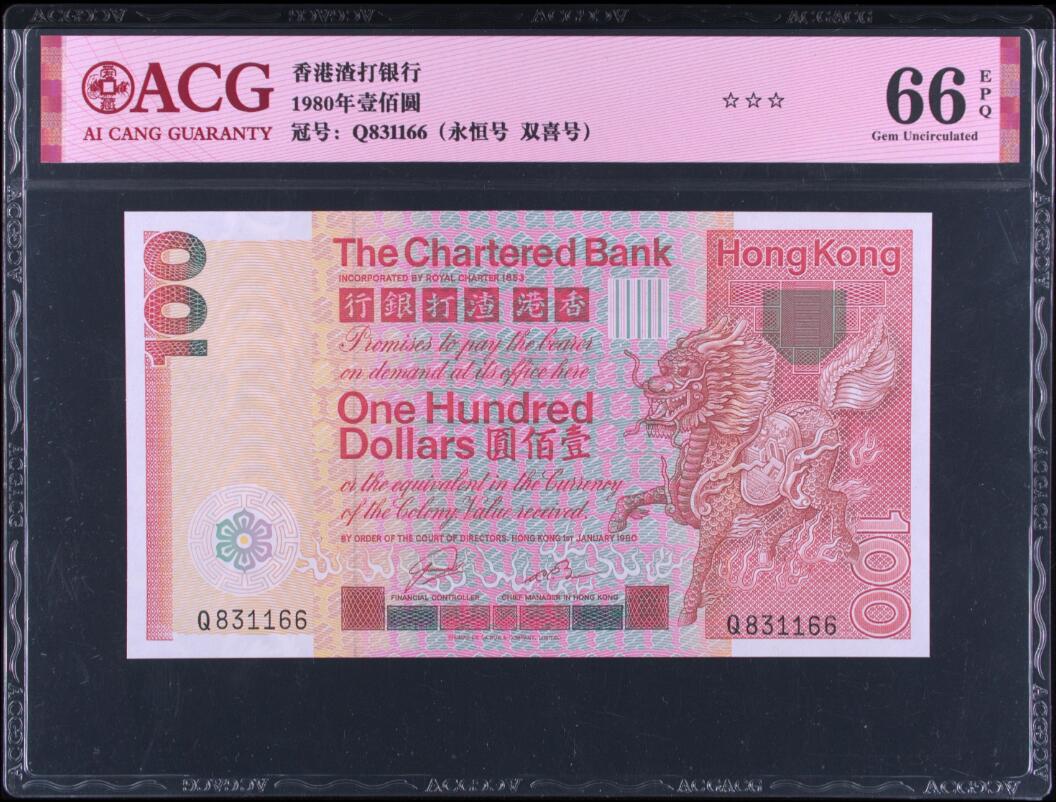 ACG
AI CANG GUARANTY
香港渣打银行
1980年壹佰圆
冠号：Q831166（永恒号 双喜号）
☆☆☆
66
EPQ
Gem Uncirculated
100
The Chartered Bank
INCORPORATED BY ROYAL CHARTER 1853
行銀打渣港香
Promises to pay the bearer
on demand at its office here
One Hundred
Dollars 圓佰壹
or the equivalent in the Currency
of the Colony Value received.
BY ORDER OF THE COURT OF DIRECTORS. HONG KONG 1ST JANUARY 1980
FINANCIAL CONTROLLER
CHIEF MANAGER IN HONG KONG
Q831166
HongKong
100
Q831166